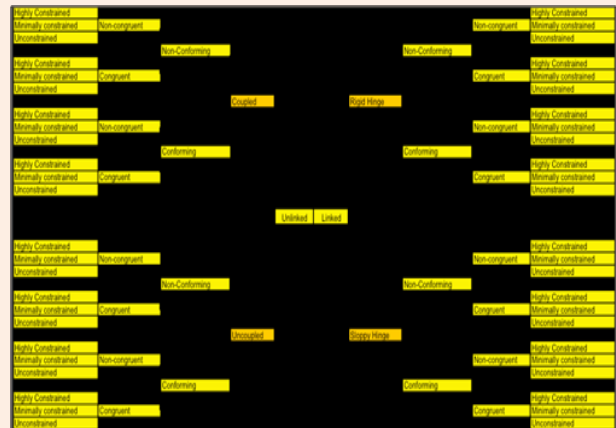 Highly Constrained Highly Constrained
Minimally constrained Non-congruent Non-congruent Minimally constrained
Unconstrained Unconstrained
Non-Conforming Non-Conforming
Highly Constrained Highly Constrained
Minimally constrained Congruent Congruent Minimally constrained
Unconstrained Unconstrained
Coupled Rigid Hinge
Highly Constrained Highly Constrained
Minimally constrained Non-congruent Non-congruent Minimally constrained
Unconstrained Unconstrained
Conforming Conforming
Highly Constrained Highly Constrained
Minimally constrained Congruent Congruent Minimally constrained
Unconstrained Unconstrained
Unlinked Linked
Highly Constrained Highly Constrained
Minimally constrained Non-congruent Non-congruent Minimally constrained
Unconstrained Unconstrained
Non-Conforming Non-Conforming
Highly Constrained Highly Constrained
Minimally constrained Congruent Congruent Minimally constrained
Unconstrained Unconstrained
Uncoupled Sloppy Hinge
Highly Constrained Highly Constrained
Minimally constrained Non-congruent Non-congruent Minimally constrained
Unconstrained Unconstrained
Conforming Conforming
Highly Constrained Highly Constrained
Minimally constrained Congruent Congruent Minimally constrained
Unconstrained Unconstrained